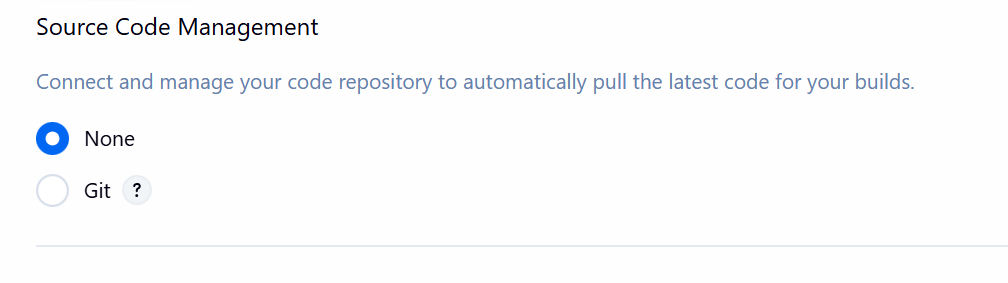 Source Code Management
Connect and manage your code repository to automatically pull the latest code for your builds.
None
Git ?